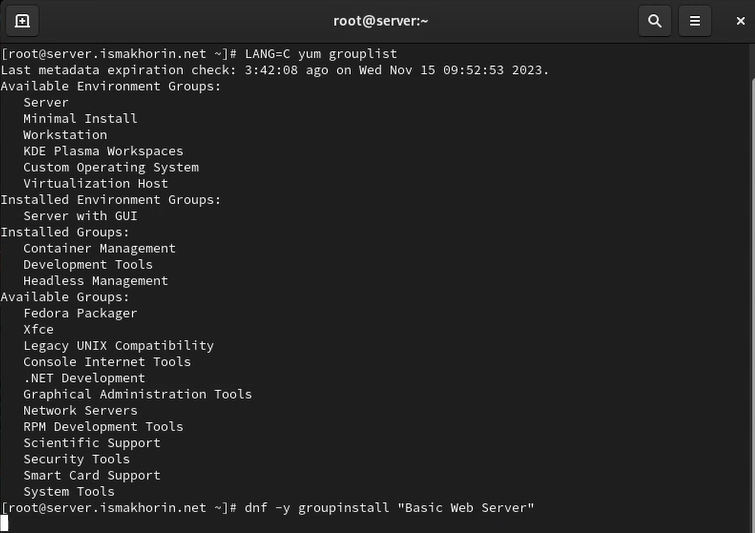 root@server:~
[root@server.ismakhorin.net ~]# LANG=C yum grouplist
Last metadata expiration check: 3:42:08 ago on Wed Nov 15 09:52:53 2023.
Available Environment Groups:
   Server
   Minimal Install
   Workstation
   KDE Plasma Workspaces
   Custom Operating System
   Virtualization Host
Installed Environment Groups:
   Server with GUI
Installed Groups:
   Container Management
   Development Tools
   Headless Management
Available Groups:
   Fedora Packager
   Xfce
   Legacy UNIX Compatibility
   Console Internet Tools
   .NET Development
   Graphical Administration Tools
   Network Servers
   RPM Development Tools
   Scientific Support
   Security Tools
   Smart Card Support
   System Tools
[root@server.ismakhorin.net ~]# dnf -y groupinstall "Basic Web Server"